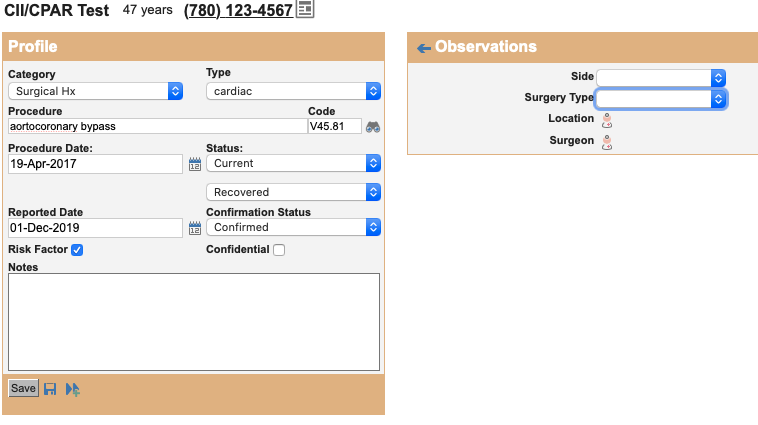 CII/CPAR Test 47 years (780) 123-4567
Profile
Category Type
Surgical Hx cardiac
Procedure Code
aortocoronary bypass V45.81
Procedure Date: Status:
19-Apr-2017 12 Current
Recovered
Reported Date Confirmation Status
01-Dec-2019 12 Confirmed
Risk Factor Confidential
Notes
Save
Observations
Side
Surgery Type
Location
Surgeon